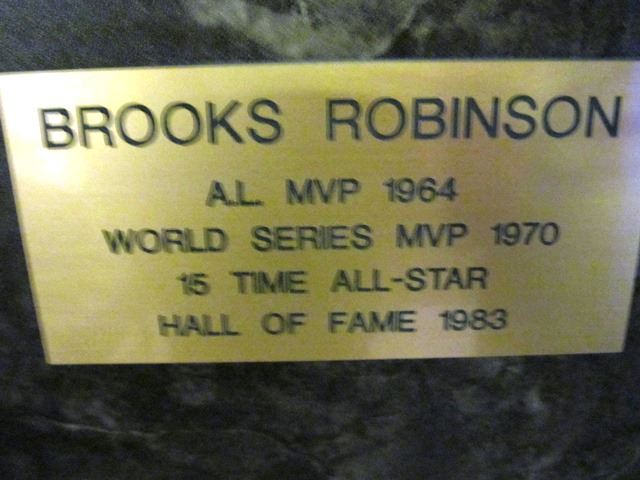 BROOKS ROBINSON
A.L. MVP 1964
WORLD SERIES MVP 1970
15 TIME ALL-STAR
HALL OF FAME 1983